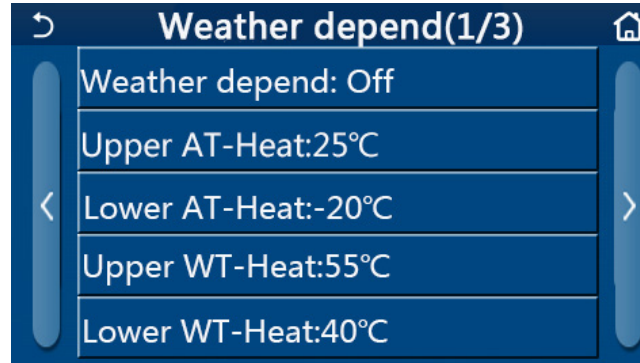 Weather depend(1/3)
Weather depend: Off
Upper AT-Heat:25℃
Lower AT-Heat:-20℃
Upper WT-Heat:55℃
Lower WT-Heat:40℃